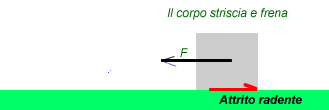 Il corpo striscia e frena
F
Attrito radente